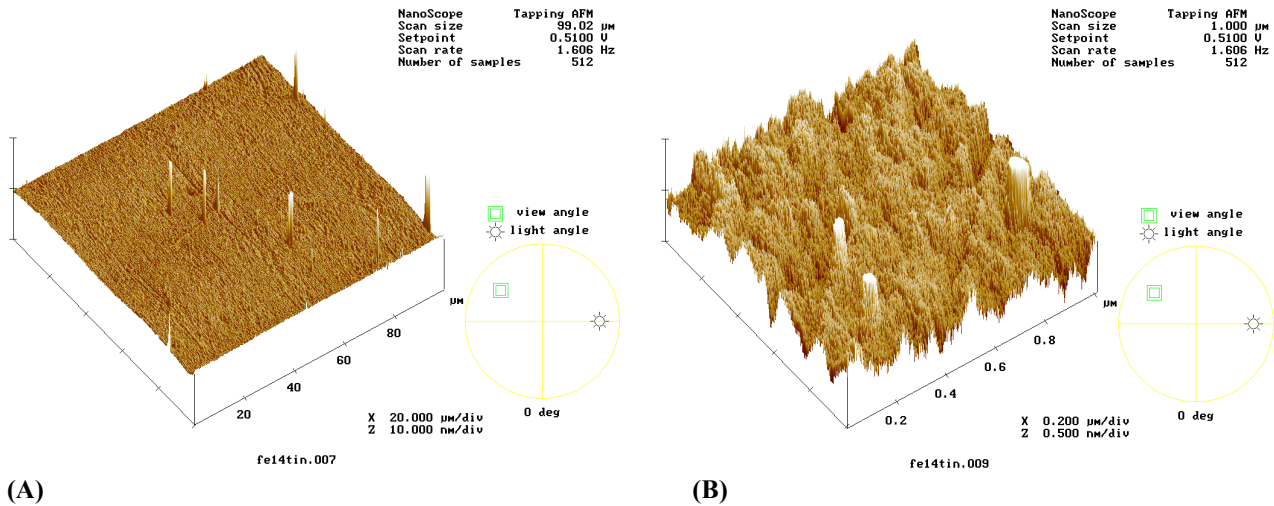 NanoScope Tapping AFM
Scan size 99.02 µm
Setpoint 0.5100 V
Scan rate 1.606 Hz
Number of samples 512
view angle
light angle
µm
80
60
40
20
0 deg
X 20.000 µm/div
Z 10.000 nm/div
fe14tin.007
(A)
NanoScope Tapping AFM
Scan size 1.000 µm
Setpoint 0.5100 V
Scan rate 1.606 Hz
Number of samples 512
view angle
light angle
µm
0.8
0.6
0.4
0.2
0 deg
X 0.200 µm/div
Z 0.500 nm/div
fe14tin.009
(B)